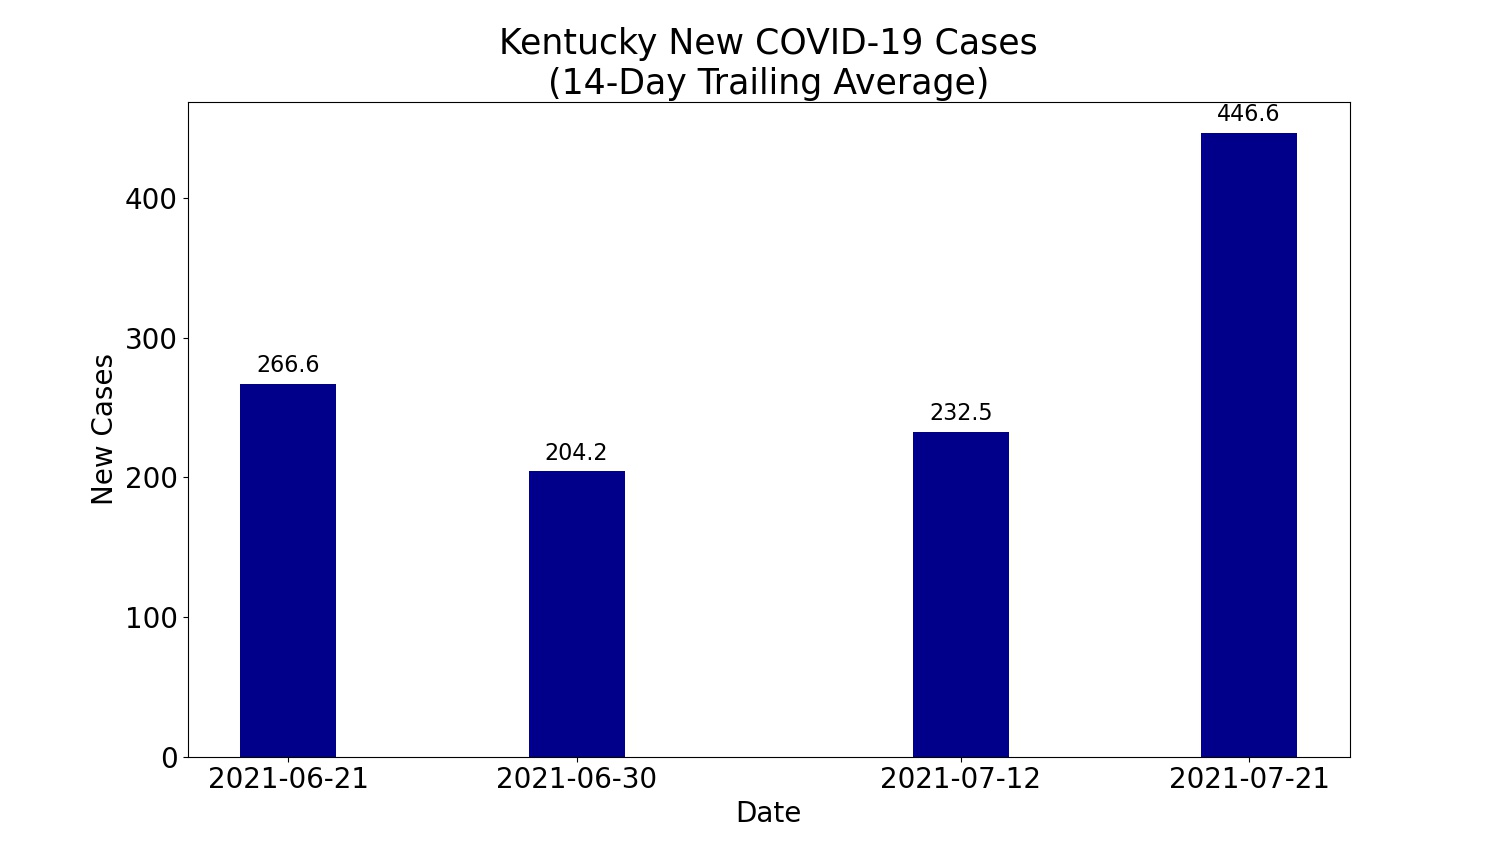 Kentucky New COVID-19 Cases
(14-Day Trailing Average)
446.6
400
300
266.6
232.5
204.2
200
100
0
New Cases
2021-06-21 2021-06-30 2021-07-12 2021-07-21
Date